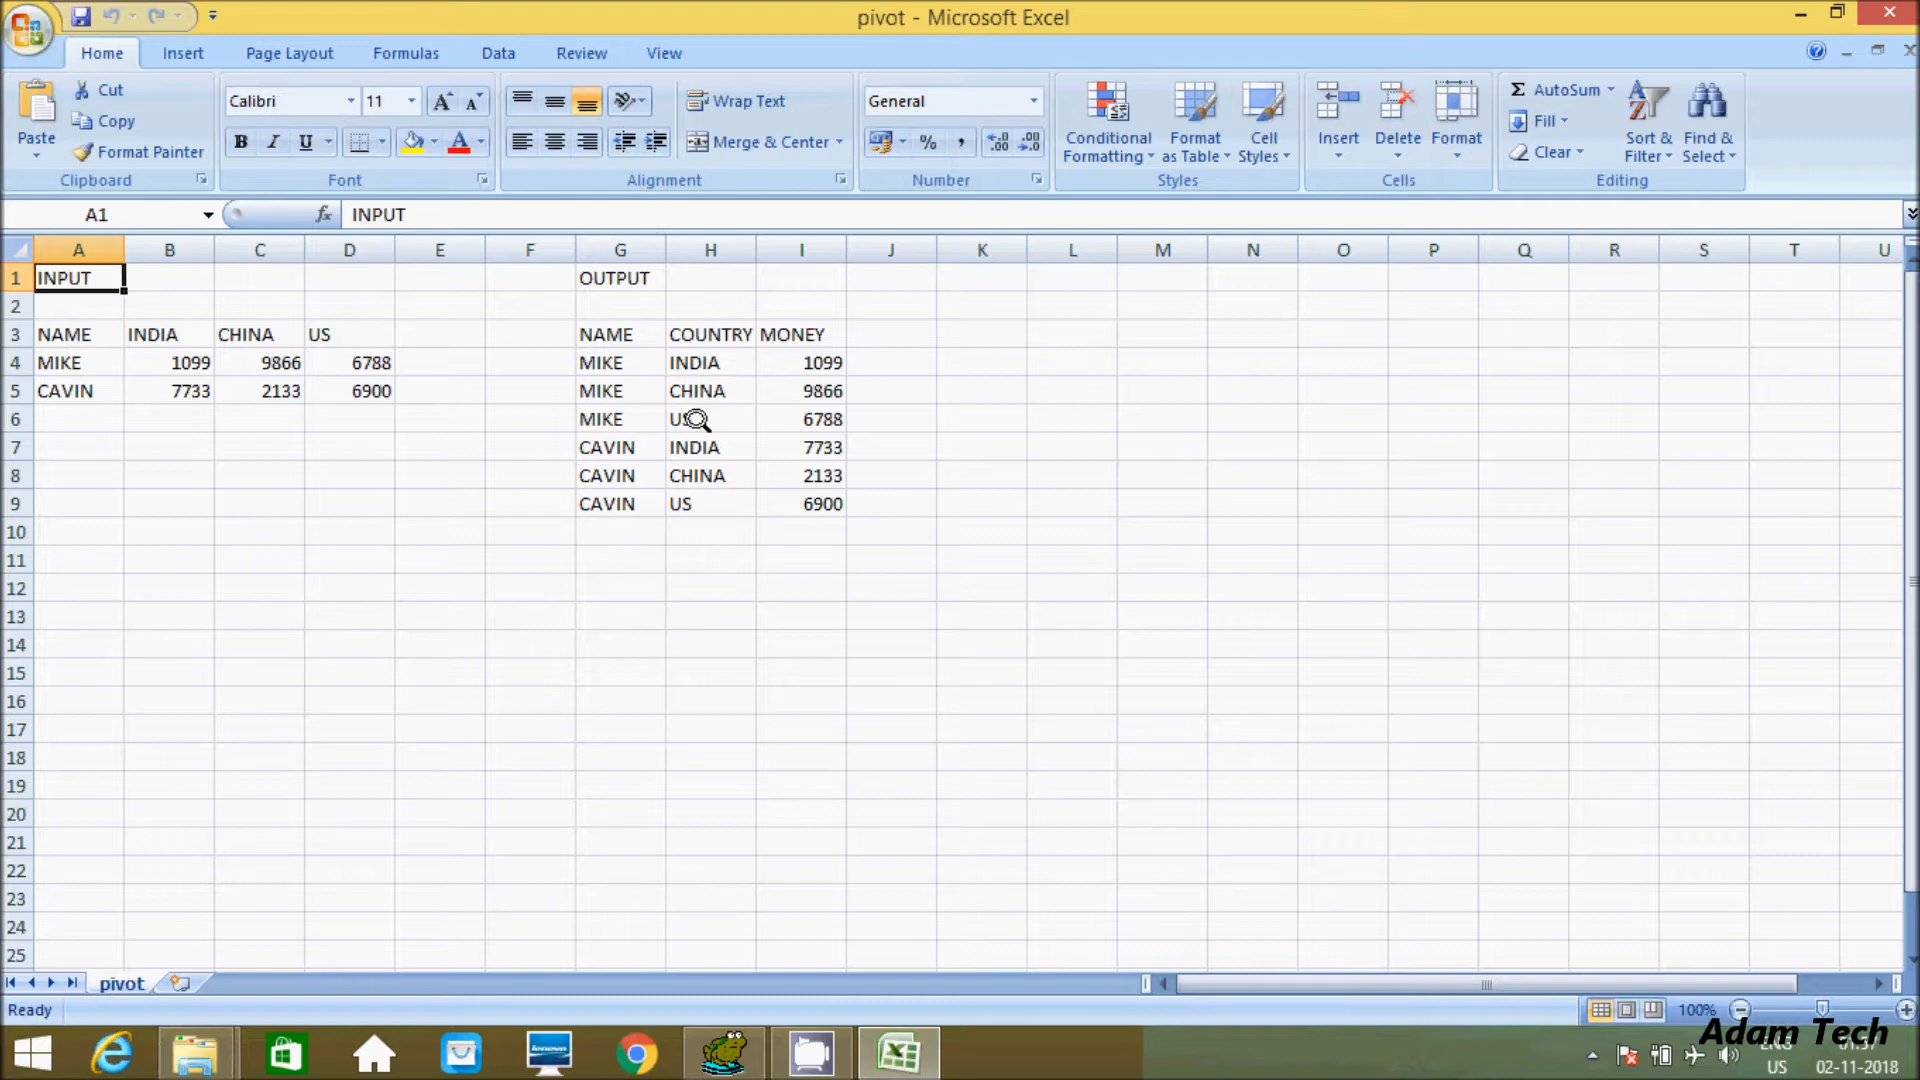 pivot - Microsoft Excel
Home Insert Page Layout Formulas Data Review View
Paste Cut Copy Format Painter Clipboard
Calibri 11 B I U A A A Font
Wrap Text Merge & Center Alignment
General % , Number
Conditional Formatting Format as Table Cell Styles Styles
Insert Delete Format Cells
Σ AutoSum Fill Clear Sort & Filter Find & Select Editing
A1 fx INPUT
A B C D E F G H I J K L M N O P Q R S T U
1 INPUT OUTPUT
2
3 NAME INDIA CHINA US NAME COUNTRY MONEY
4 MIKE 1099 9866 6788 MIKE INDIA 1099
5 CAVIN 7733 2133 6900 MIKE CHINA 9866
6 MIKE US 6788
7 CAVIN INDIA 7733
8 CAVIN CHINA 2133
9 CAVIN US 6900
10
11
12
13
14
15
16
17
18
19
20
21
22
23
24
25
pivot
Ready 100%
Adam Tech
US 02-11-2018